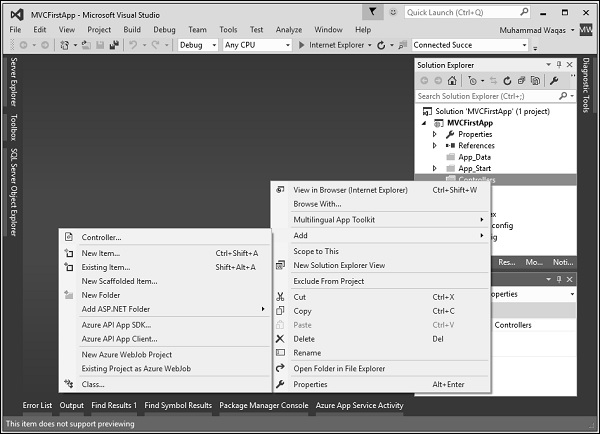 MVCFirstApp - Microsoft Visual Studio
Quick Launch (Ctrl+Q)
File Edit View Project Build Debug Team Tools Test Analyze Window Help
Muhammad Waqas MW
Debug Any CPU Internet Explorer Connected Succe
Server Explorer
Toolbox
SQL Server Object Explorer
Diagnostic Tools
Solution Explorer
Search Solution Explorer (Ctrl+;)
Solution 'MVCFirstApp' (1 project)
MVCFirstApp
Properties
References
App_Data
App_Start
Controllers
View in Browser (Internet Explorer) Ctrl+Shift+W
Browse With...
Multilingual App Toolkit
Add
Scope to This
New Solution Explorer View
Exclude From Project
Cut Ctrl+X
Copy Ctrl+C
Paste Ctrl+V
Delete Del
Rename
Open Folder in File Explorer
Properties Alt+Enter
Controller...
New Item... Ctrl+Shift+A
Existing Item... Shift+Alt+A
New Scaffolded Item...
New Folder
Add ASP.NET Folder
Azure API App SDK...
Azure API App Client...
New Azure WebJob Project
Existing Project as Azure WebJob
Class...
config
Res... Mo... Noti...
operties
Controllers
Error List Output Find Results 1 Find Symbol Results Package Manager Console Azure App Service Activity
This item does not support previewing